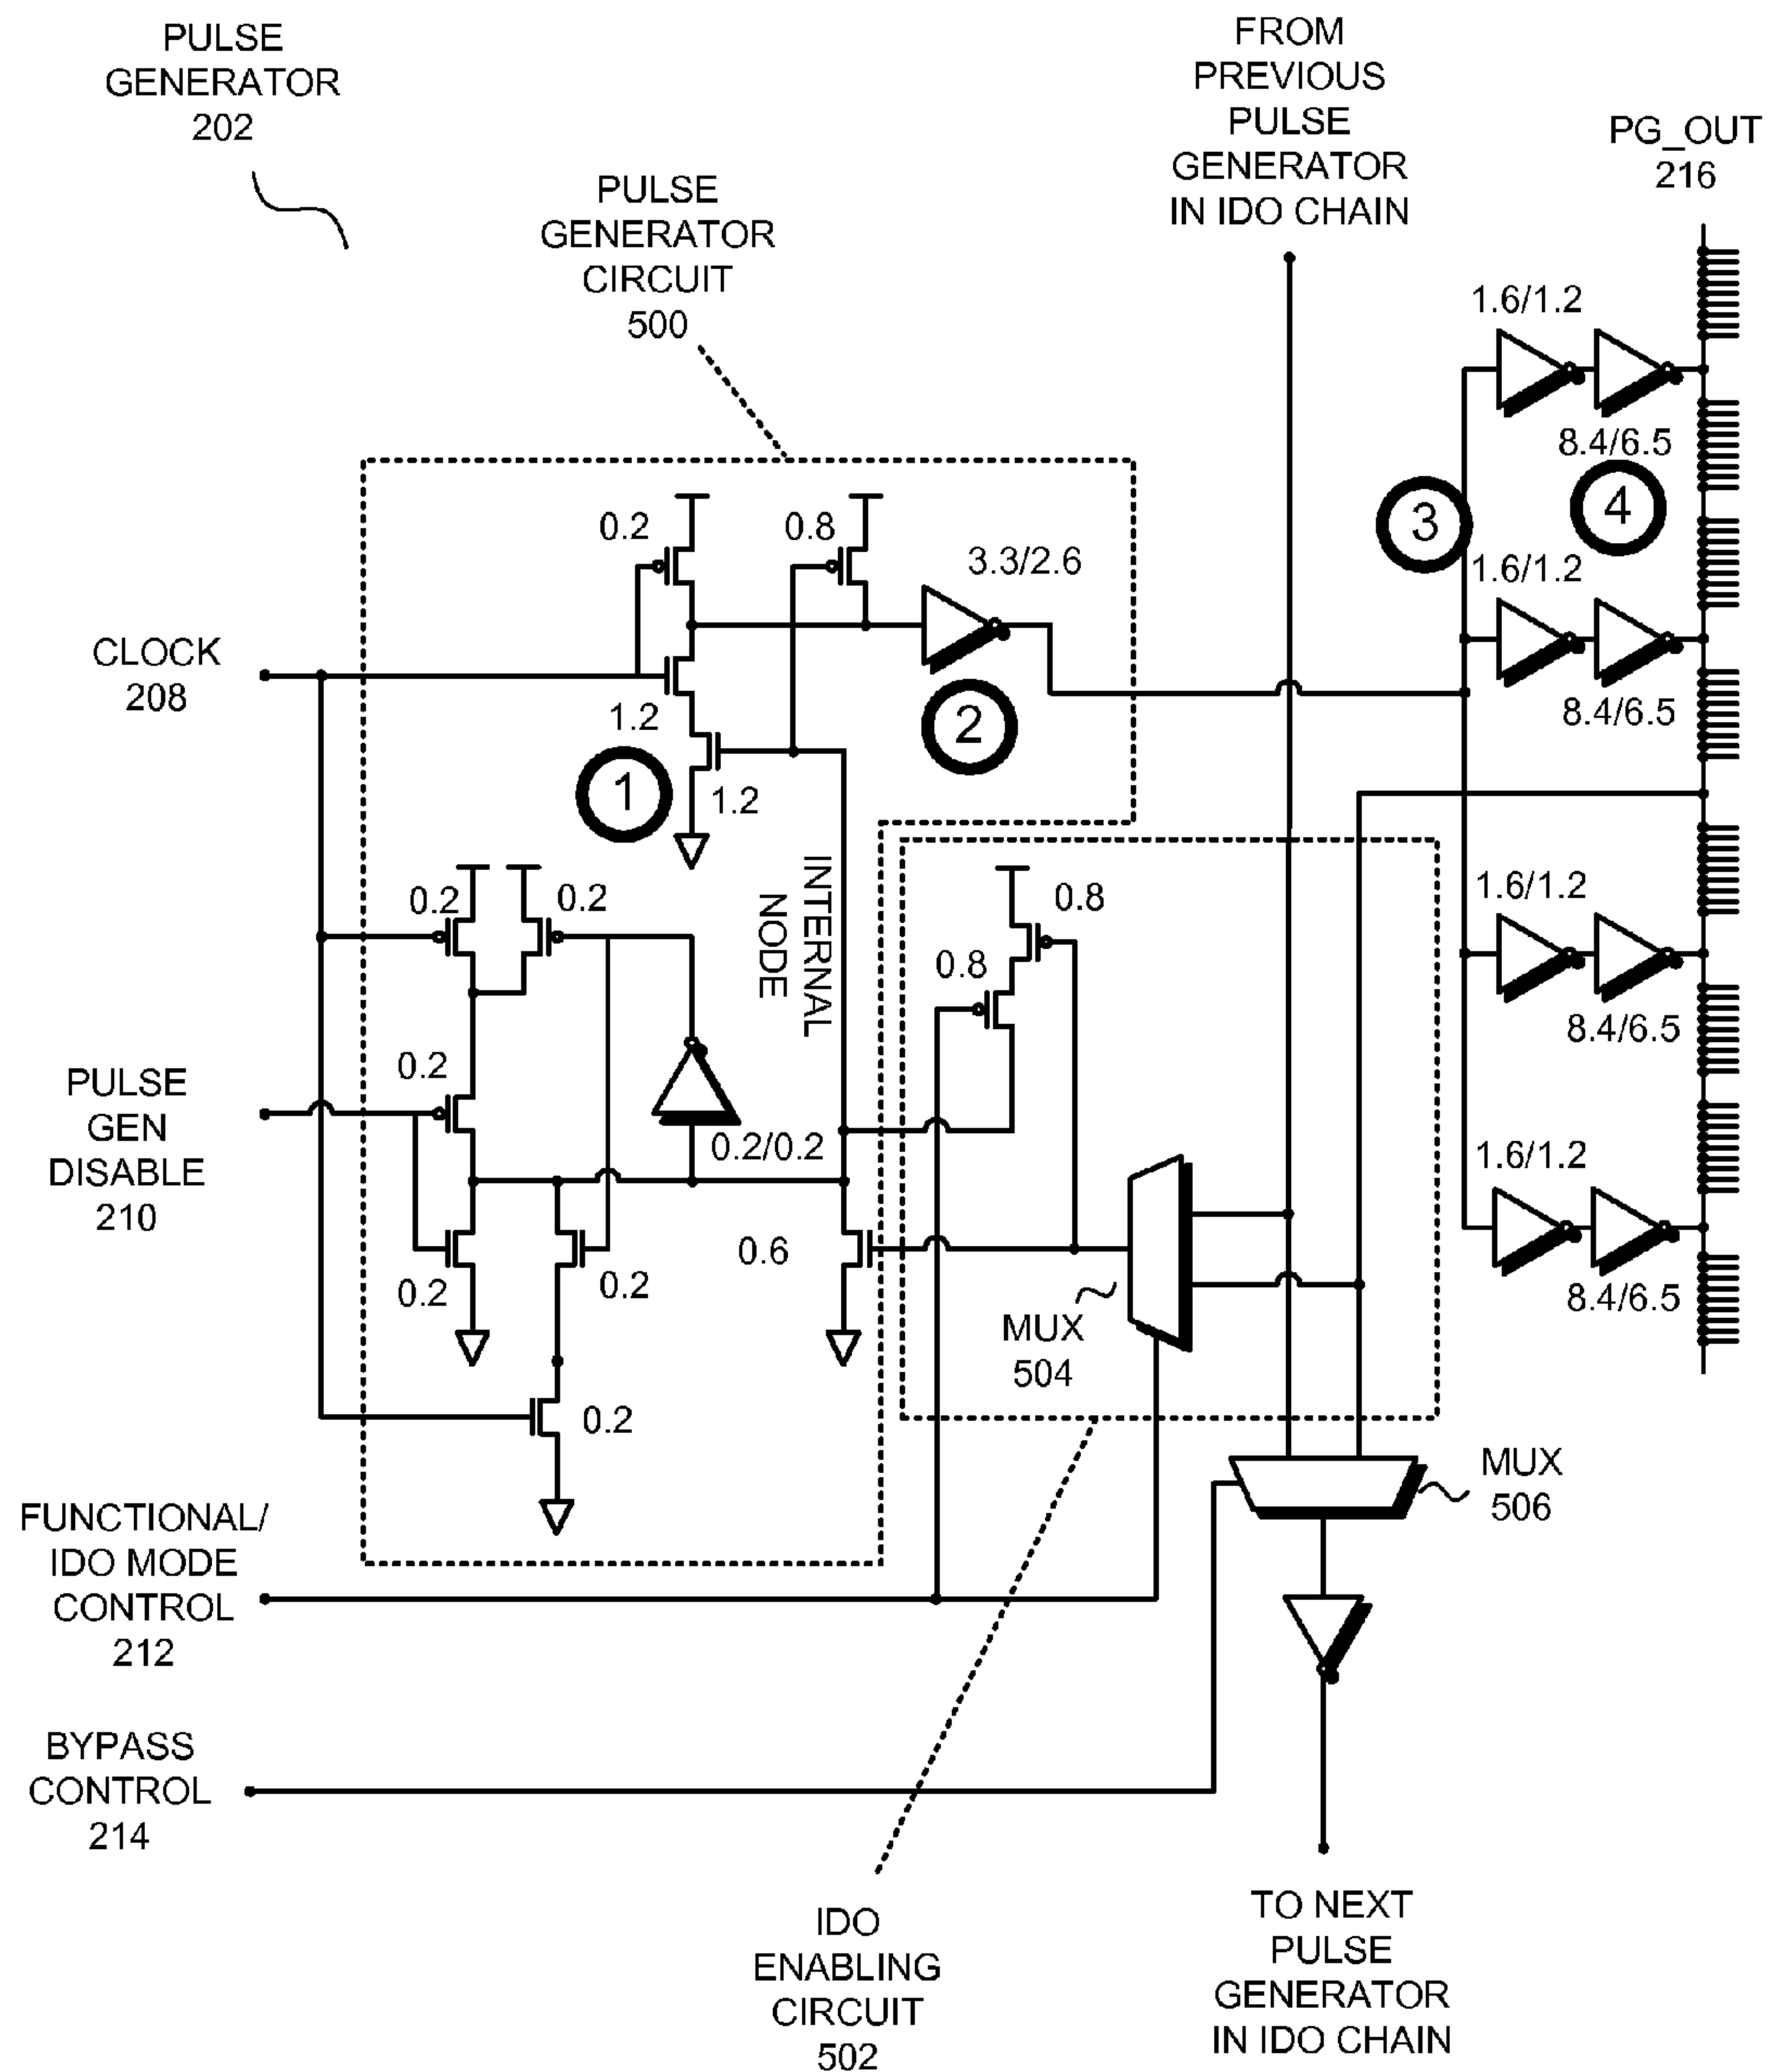 PULSE
GENERATOR
202
PULSE
GENERATOR
CIRCUIT
500
FROM
PREVIOUS
PULSE
GENERATOR
IN IDO CHAIN
PG_OUT
216
1.6/1.2
8.4/6.5
3
4
0.2
0.8
3.3/2.6
1.6/1.2
CLOCK
208
1.2
2
8.4/6.5
1
1.2
INTERNAL
NODE
0.2
0.2
0.8
0.8
1.6/1.2
8.4/6.5
PULSE
GEN
DISABLE
210
0.2
0.2/0.2
1.6/1.2
0.2
0.2
0.6
8.4/6.5
MUX
504
0.2
FUNCTIONAL/
IDO MODE
CONTROL
212
MUX
506
BYPASS
CONTROL
214
IDO
ENABLING
CIRCUIT
502
TO NEXT
PULSE
GENERATOR
IN IDO CHAIN